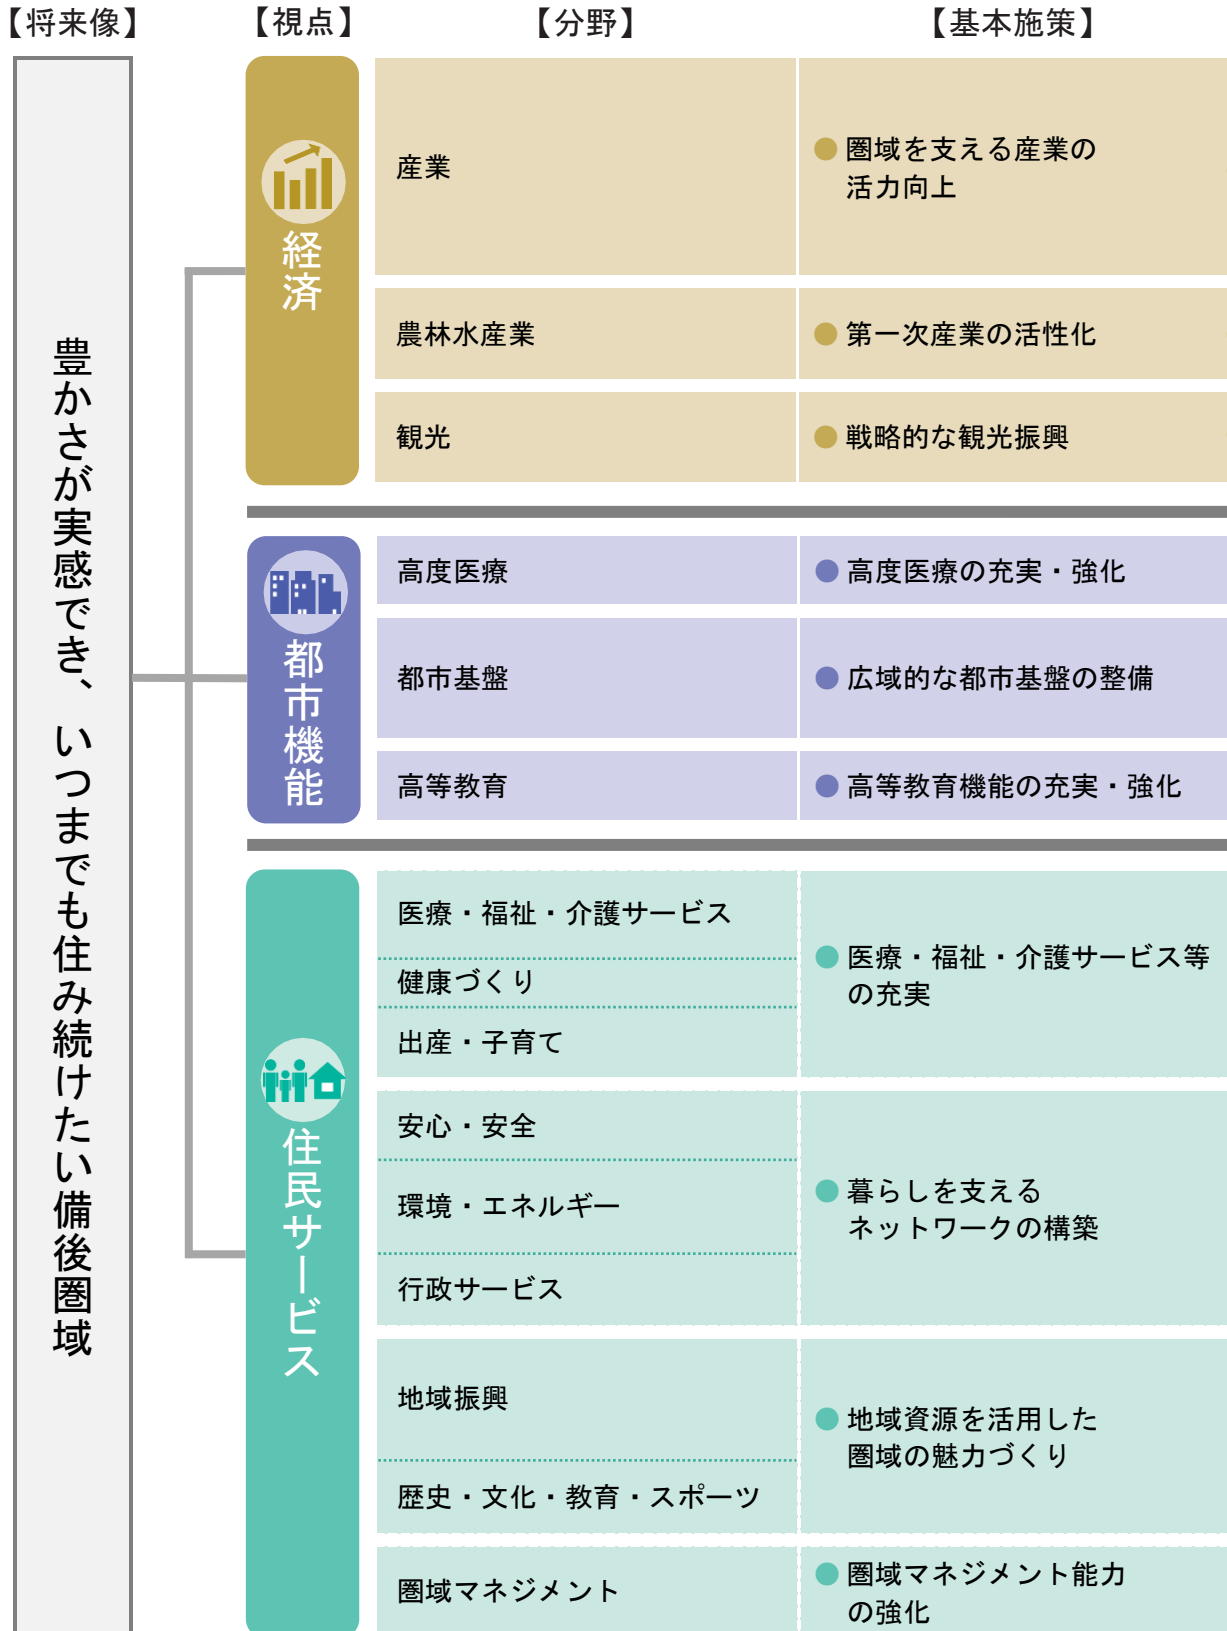 【将来像】
【視点】
【分野】
【基本施策】
豊かさが実感でき、いつまでも住み続けたい備後圏域
経済
産業
● 圏域を支える産業の
活力向上
農林水産業
● 第一次産業の活性化
観光
● 戦略的な観光振興
都市機能
高度医療
● 高度医療の充実・強化
都市基盤
● 広域的な都市基盤の整備
高等教育
● 高等教育機能の充実・強化
住民サービス
医療・福祉・介護サービス
健康づくり
出産・子育て
● 医療・福祉・介護サービス等
の充実
安心・安全
環境・エネルギー
行政サービス
● 暮らしを支える
ネットワークの構築
地域振興
歴史・文化・教育・スポーツ
● 地域資源を活用した
圏域の魅力づくり
圏域マネジメント
● 圏域マネジメント能力
の強化